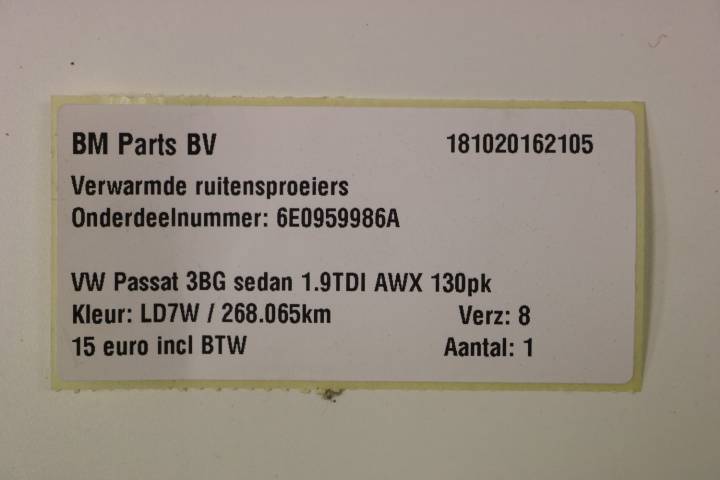 BM Parts BV 181020162105
Verwarmde ruitensproeiers
Onderdeelnummer: 6E0959986A
VW Passat 3BG sedan 1.9TDI AWX 130pk
Kleur: LD7W / 268.065km Verz: 8
15 euro incl BTW Aantal: 1